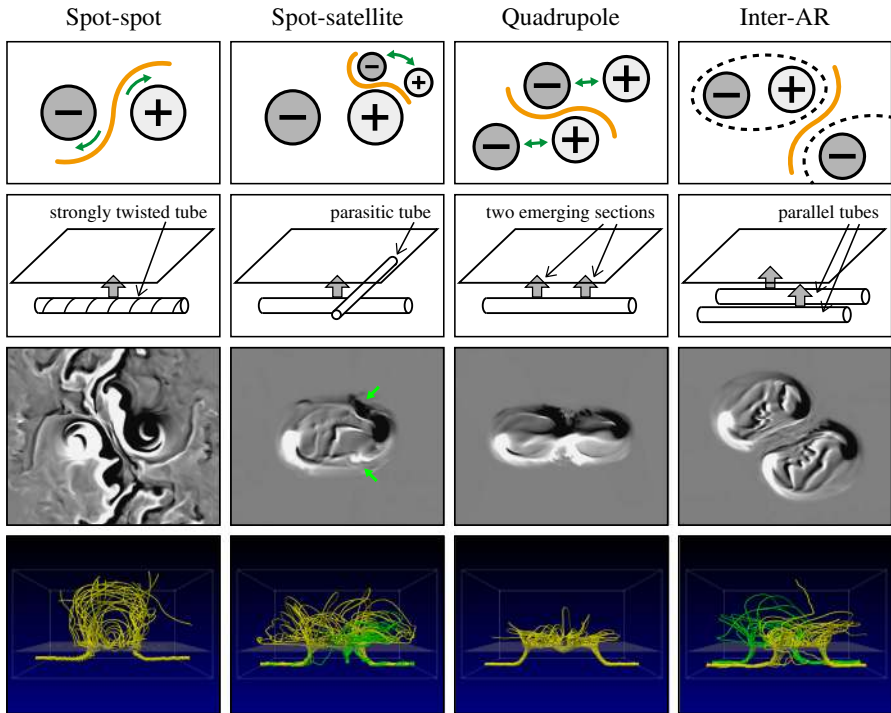 Spot-spot
Spot-satellite
Quadrupole
Inter-AR
− +
− + − +
− + − +
− + −
strongly twisted tube
parasitic tube
two emerging sections
parallel tubes